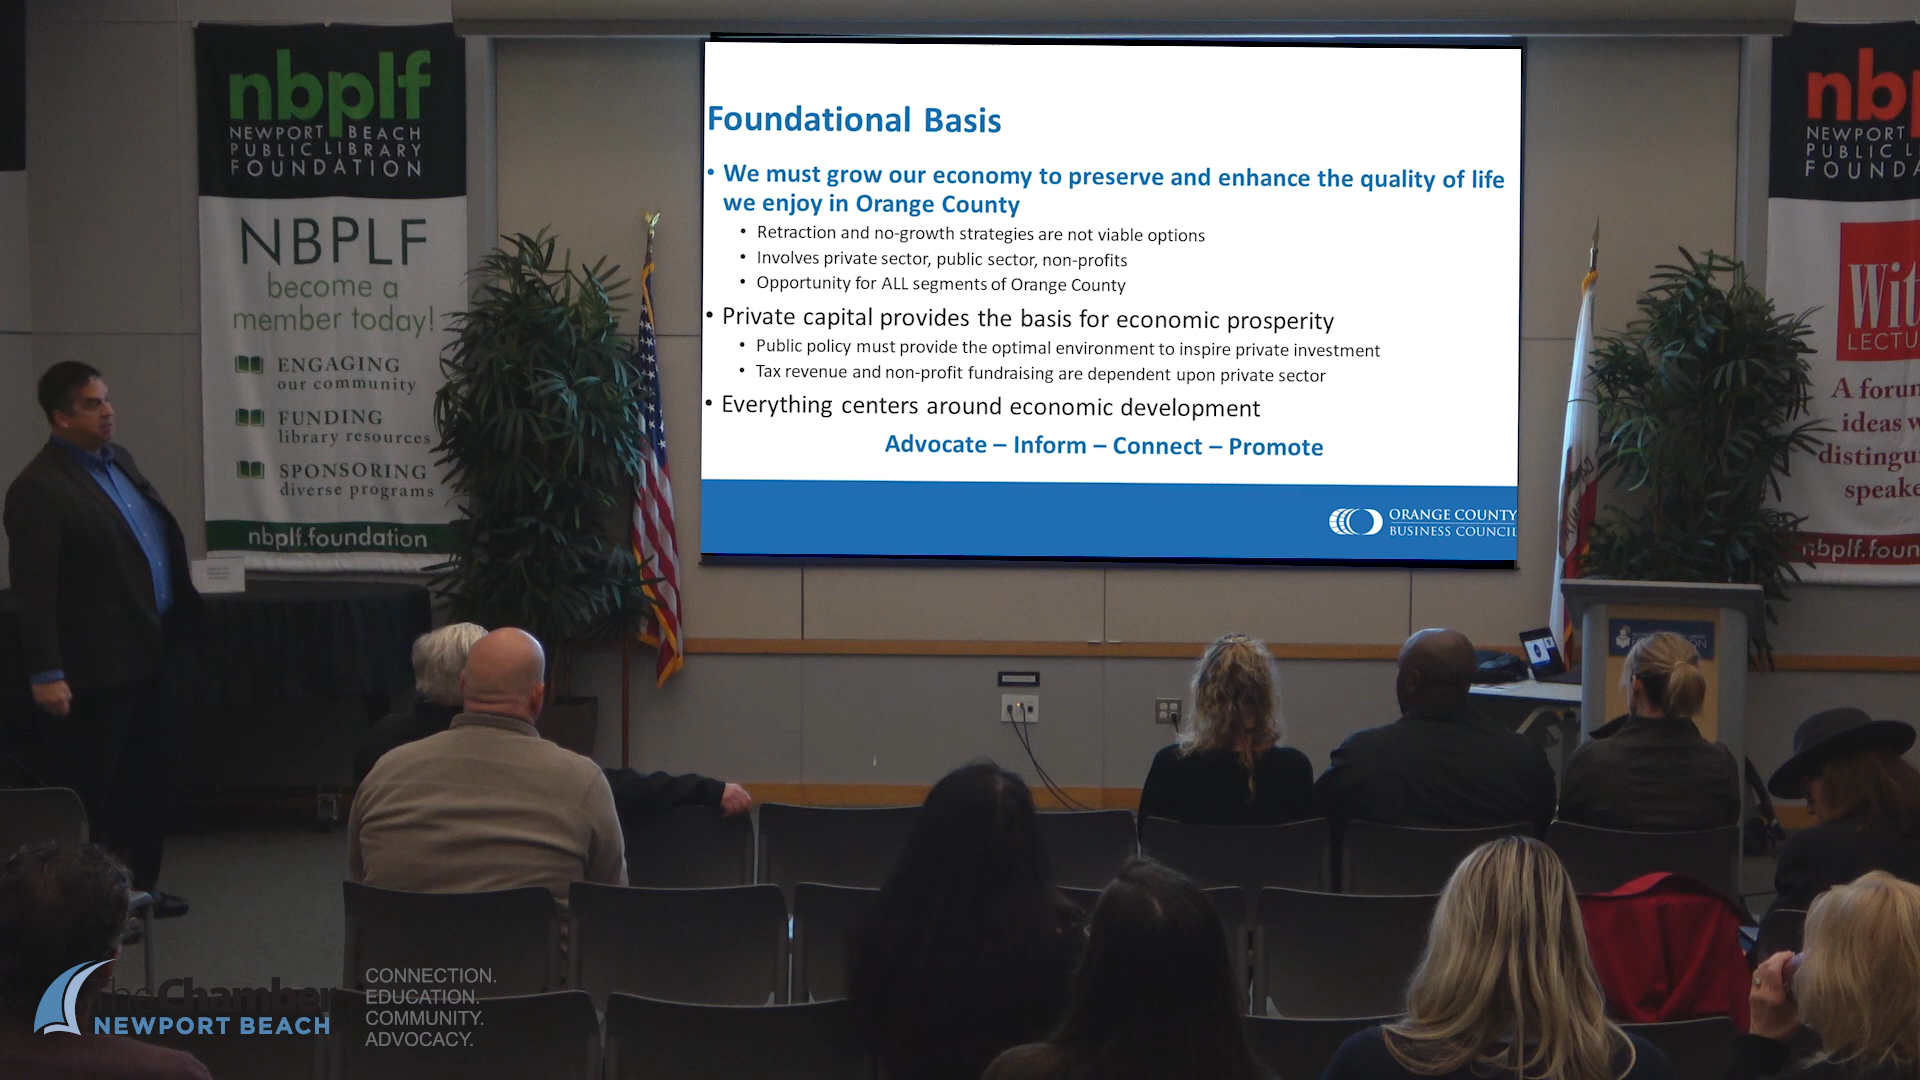 nbplf
NEWPORT BEACH
PUBLIC LIBRARY
FOUNDATION
NBPLF
become a
member today!
ENGAGING
our community
FUNDING
library resources
SPONSORING
diverse programs
nbplf.foundation
Foundational Basis
• We must grow our economy to preserve and enhance the quality of life
we enjoy in Orange County
• Retraction and no-growth strategies are not viable options
• Involves private sector, public sector, non-profits
• Opportunity for ALL segments of Orange County
• Private capital provides the basis for economic prosperity
• Public policy must provide the optimal environment to inspire private investment
• Tax revenue and non-profit fundraising are dependent upon private sector
• Everything centers around economic development
Advocate – Inform – Connect – Promote
ORANGE COUNTY
BUSINESS COUNCIL
nbp
NEWPORT
PUBLIC L
FOUNDA
Wit
LECTU
A forum
ideas w
distingu
speake
nbplf.foun
The Chamber
NEWPORT BEACH
CONNECTION.
EDUCATION.
COMMUNITY.
ADVOCACY.